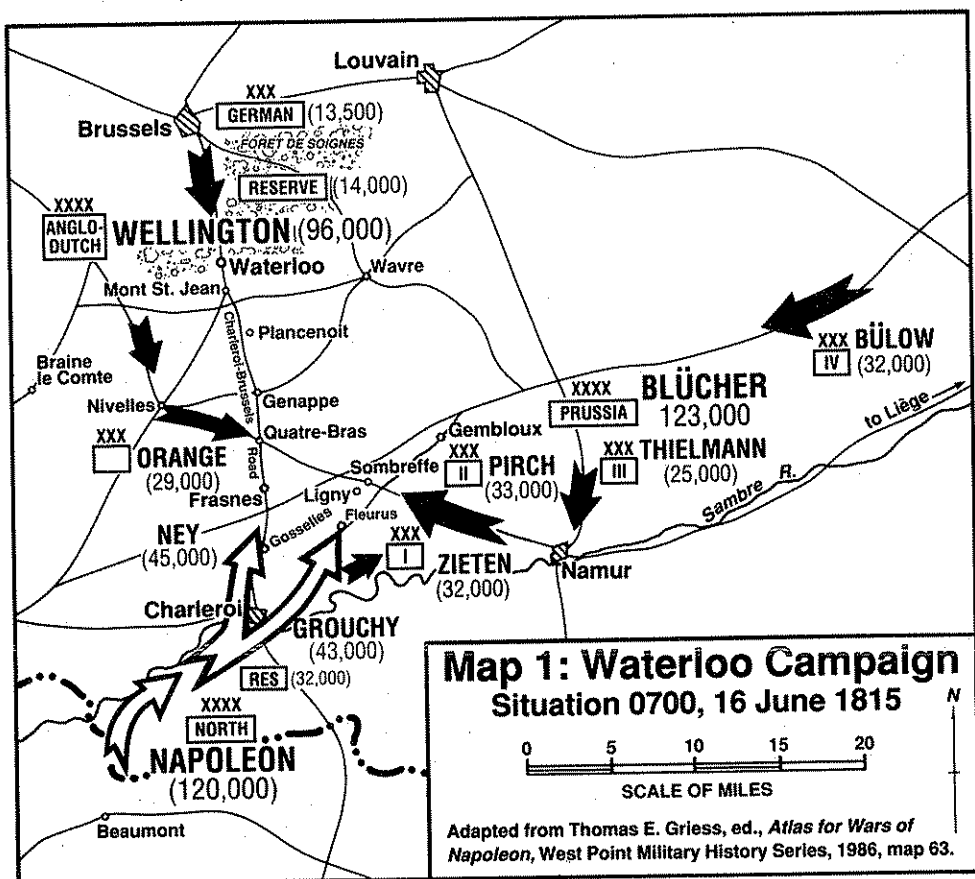 Louvain
XXX
GERMAN (13,500)
Brussels
FORET DE SOIGNES
RESERVE (14,000)
XXXX
ANGLO-
DUTCH
WELLINGTON (96,000)
Waterloo
Wavre
Mont St. Jean
Charleroi-Brussels
Road
Plancenoit
XXX BÜLOW
IV (32,000)
Braine
le Comte
Nivelles
Genappe
XXXX BLÜCHER
PRUSSIA 123,000
to Liège
Quatre-Bras
Gembloux
XXX
ORANGE
(29,000)
Sombreffe
XXX
II
PIRCH
(33,000)
XXX
III
THIELMANN
(25,000)
Sambre R.
Frasnes
Ligny
Fleurus
Gosselles
NEY
(45,000)
XXX
I
ZIETEN
(32,000)
Namur
Charleroi
GROUCHY
(43,000)
RES (32,000)
XXXX
NORTH
NAPOLEON
(120,000)
Beaumont
Map 1: Waterloo Campaign
Situation 0700, 16 June 1815
N
0 5 10 15 20
SCALE OF MILES
Adapted from Thomas E. Griess, ed., Atlas for Wars of
Napoleon, West Point Military History Series, 1986, map 63.